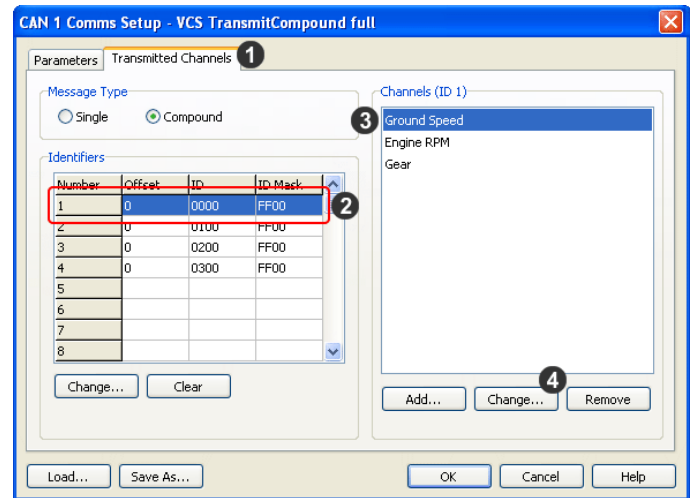 CAN 1 Comms Setup - VCS TransmitCompound full
Parameters Transmitted Channels 1
Message Type
Single Compound
Identifiers
Number Offset ID ID Mask
1 0 0000 FF00 2
2 0 0100 FF00
3 0 0200 FF00
4 0 0300 FF00
5
6
7
8
Change... Clear
Channels (ID 1)
3 Ground Speed
Engine RPM
Gear
4
Add... Change... Remove
Load... Save As... OK Cancel Help